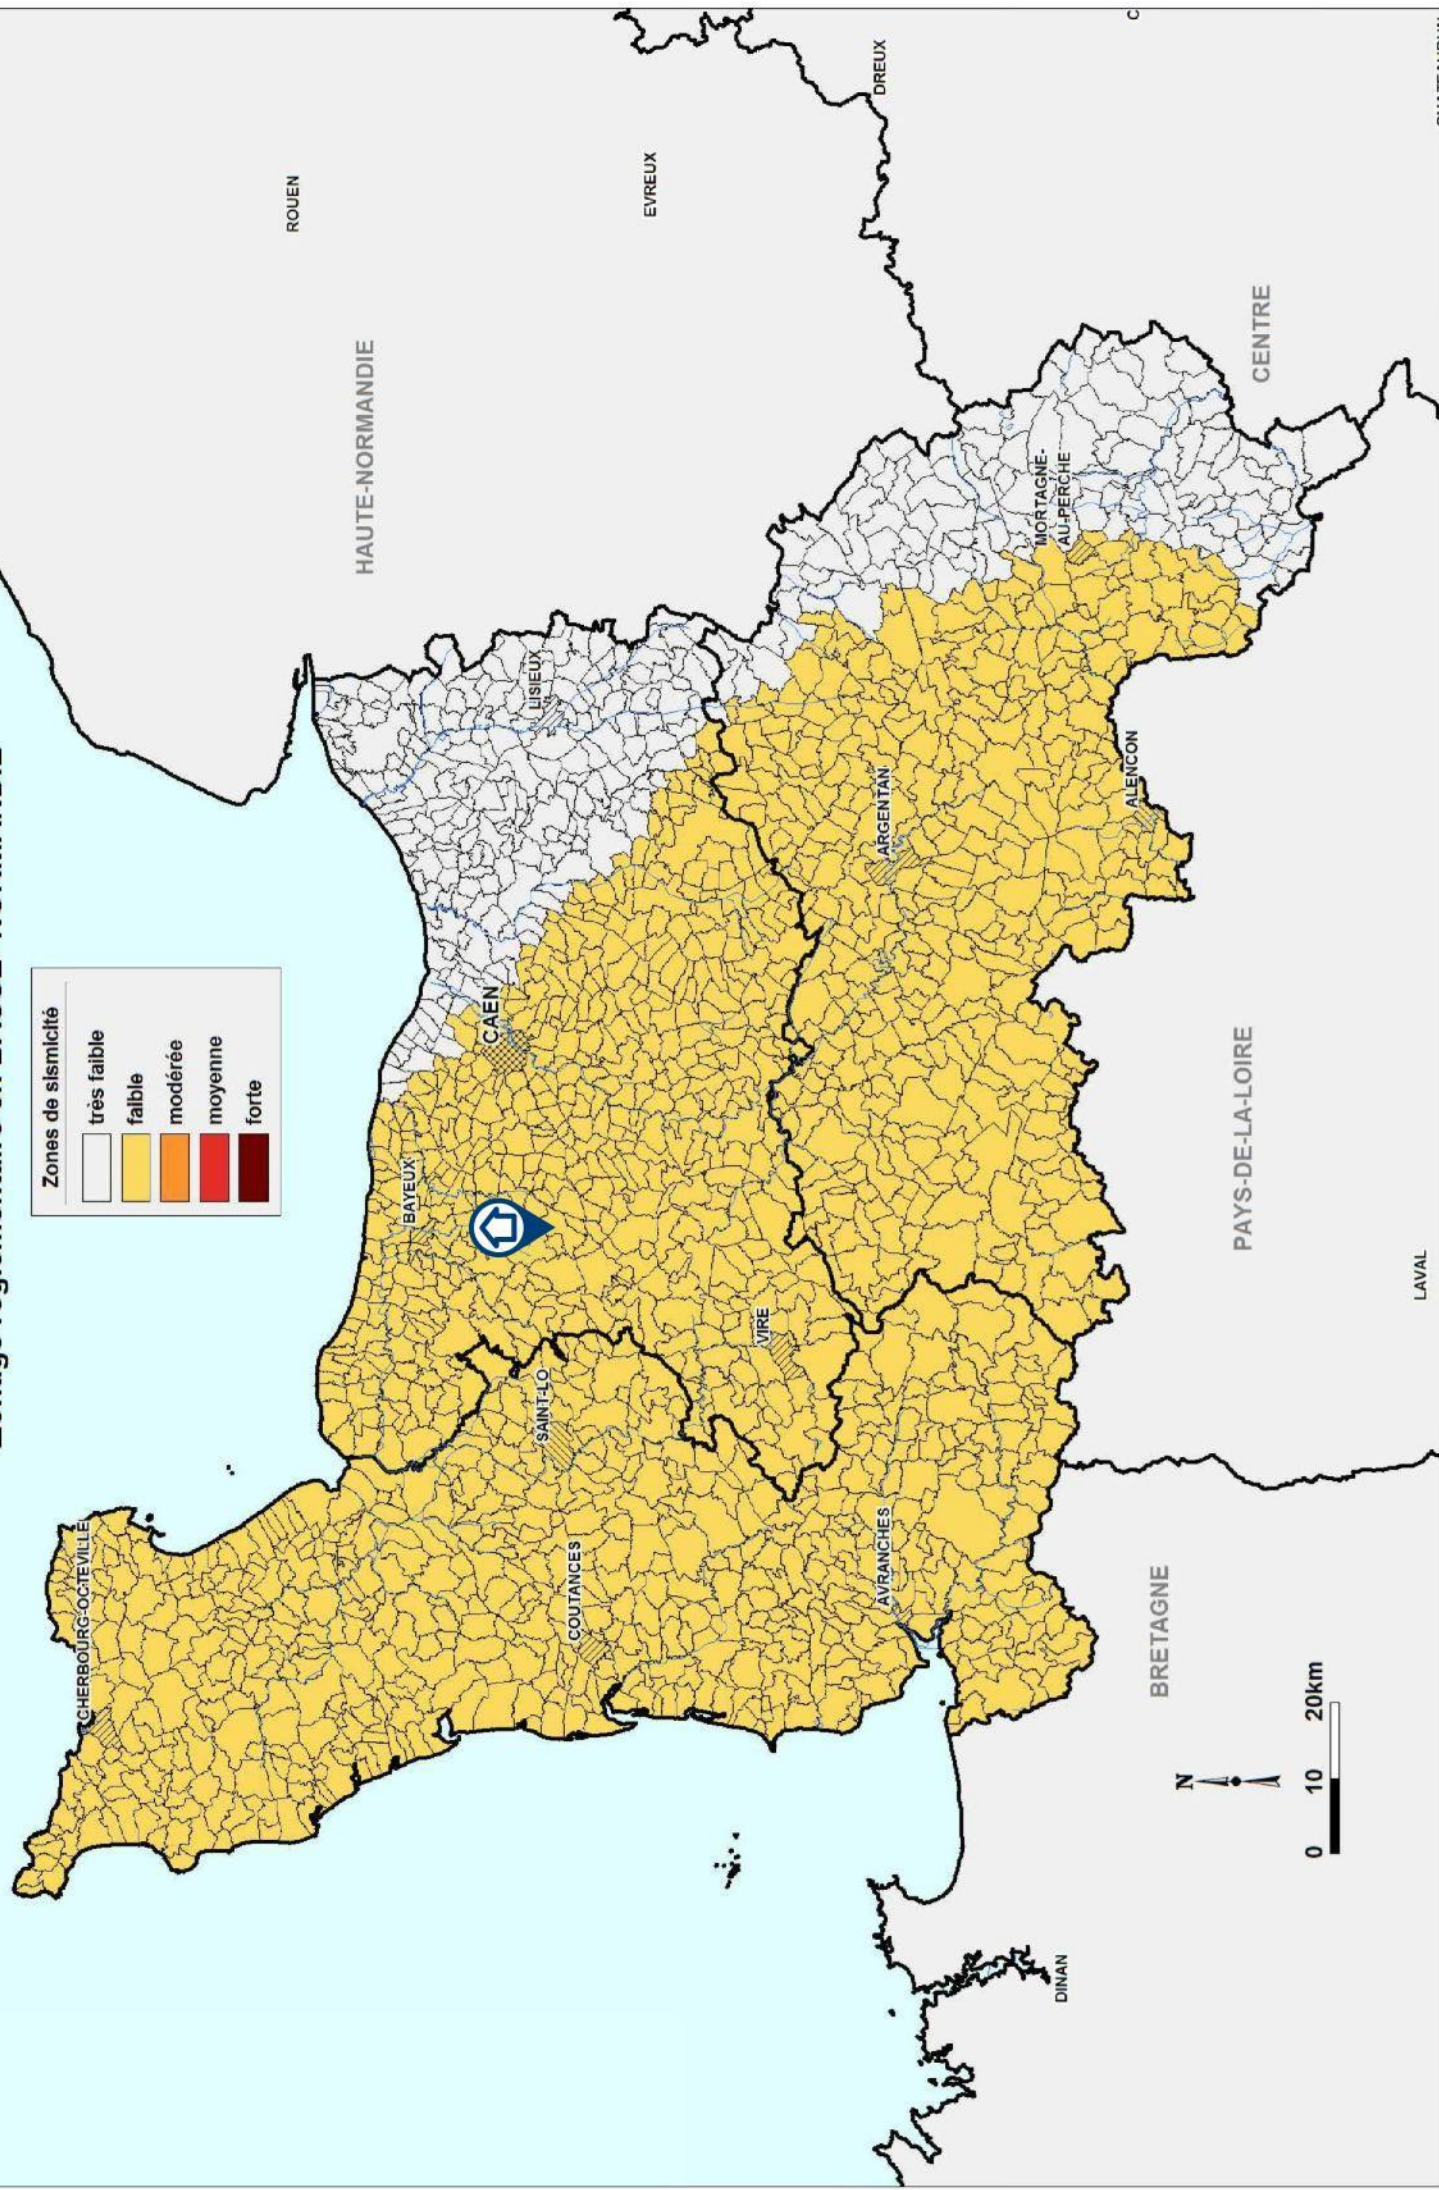 Zones de sismicité
très faible
faible
modérée
moyenne
forte
CHERBOURG-OCTEVILLE
BAYEUX
CAEN
LISIEUX
SAINT-LO
COUTANCES
VIRE
AVRANCHES
ARGENTAN
ALENCON
MORTAGNE-
AU-PERCHE
HAUTE-NORMANDIE
ROUEN
EVREUX
DREUX
C
CENTRE
PAYS-DE-LA-LOIRE
LAVAL
BRETAGNE
DINAN
N
0 10 20km